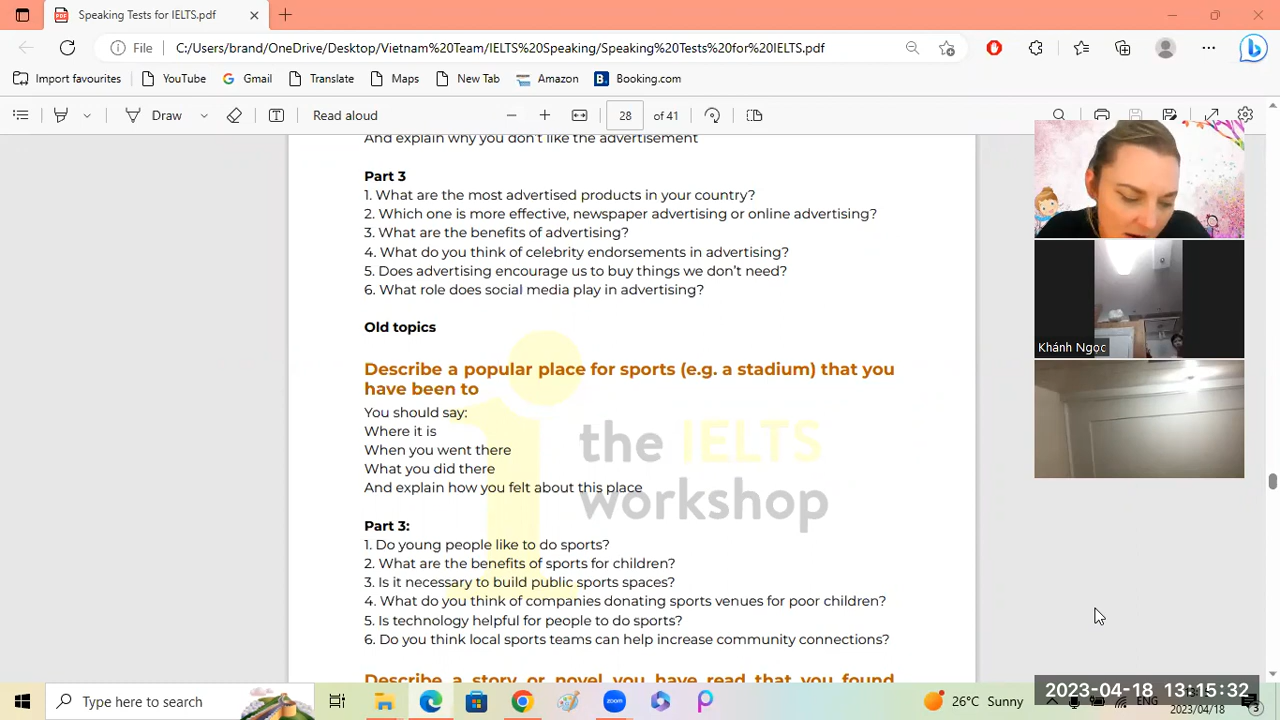 Speaking Tests for IELTS.pdf
File
C:/Users/brand/OneDrive/Desktop/Vietnam%20Team/IELTS%20Speaking/Speaking%20Tests%20for%20IELTS.pdf
Import favourites
YouTube
Gmail
Translate
Maps
New Tab
Amazon
Booking.com
Draw
Read aloud
28
of 41
And explain why you don't like the advertisement
Part 3
1. What are the most advertised products in your country?
2. Which one is more effective, newspaper advertising or online advertising?
3. What are the benefits of advertising?
4. What do you think of celebrity endorsements in advertising?
5. Does advertising encourage us to buy things we don't need?
6. What role does social media play in advertising?
Old topics
Describe a popular place for sports (e.g. a stadium) that you
have been to
You should say:
Where it is
When you went there
What you did there
And explain how you felt about this place
the IELTS
workshop
Part 3:
1. Do young people like to do sports?
2. What are the benefits of sports for children?
3. Is it necessary to build public sports spaces?
4. What do you think of companies donating sports venues for poor children?
5. Is technology helpful for people to do sports?
6. Do you think local sports teams can help increase community connections?
Describe a story or novel you have read that you found
Khánh Ngọc
Type here to search
zoom
26°C Sunny
ENG
2023-04-18 13:15:32
2023/04/18
3